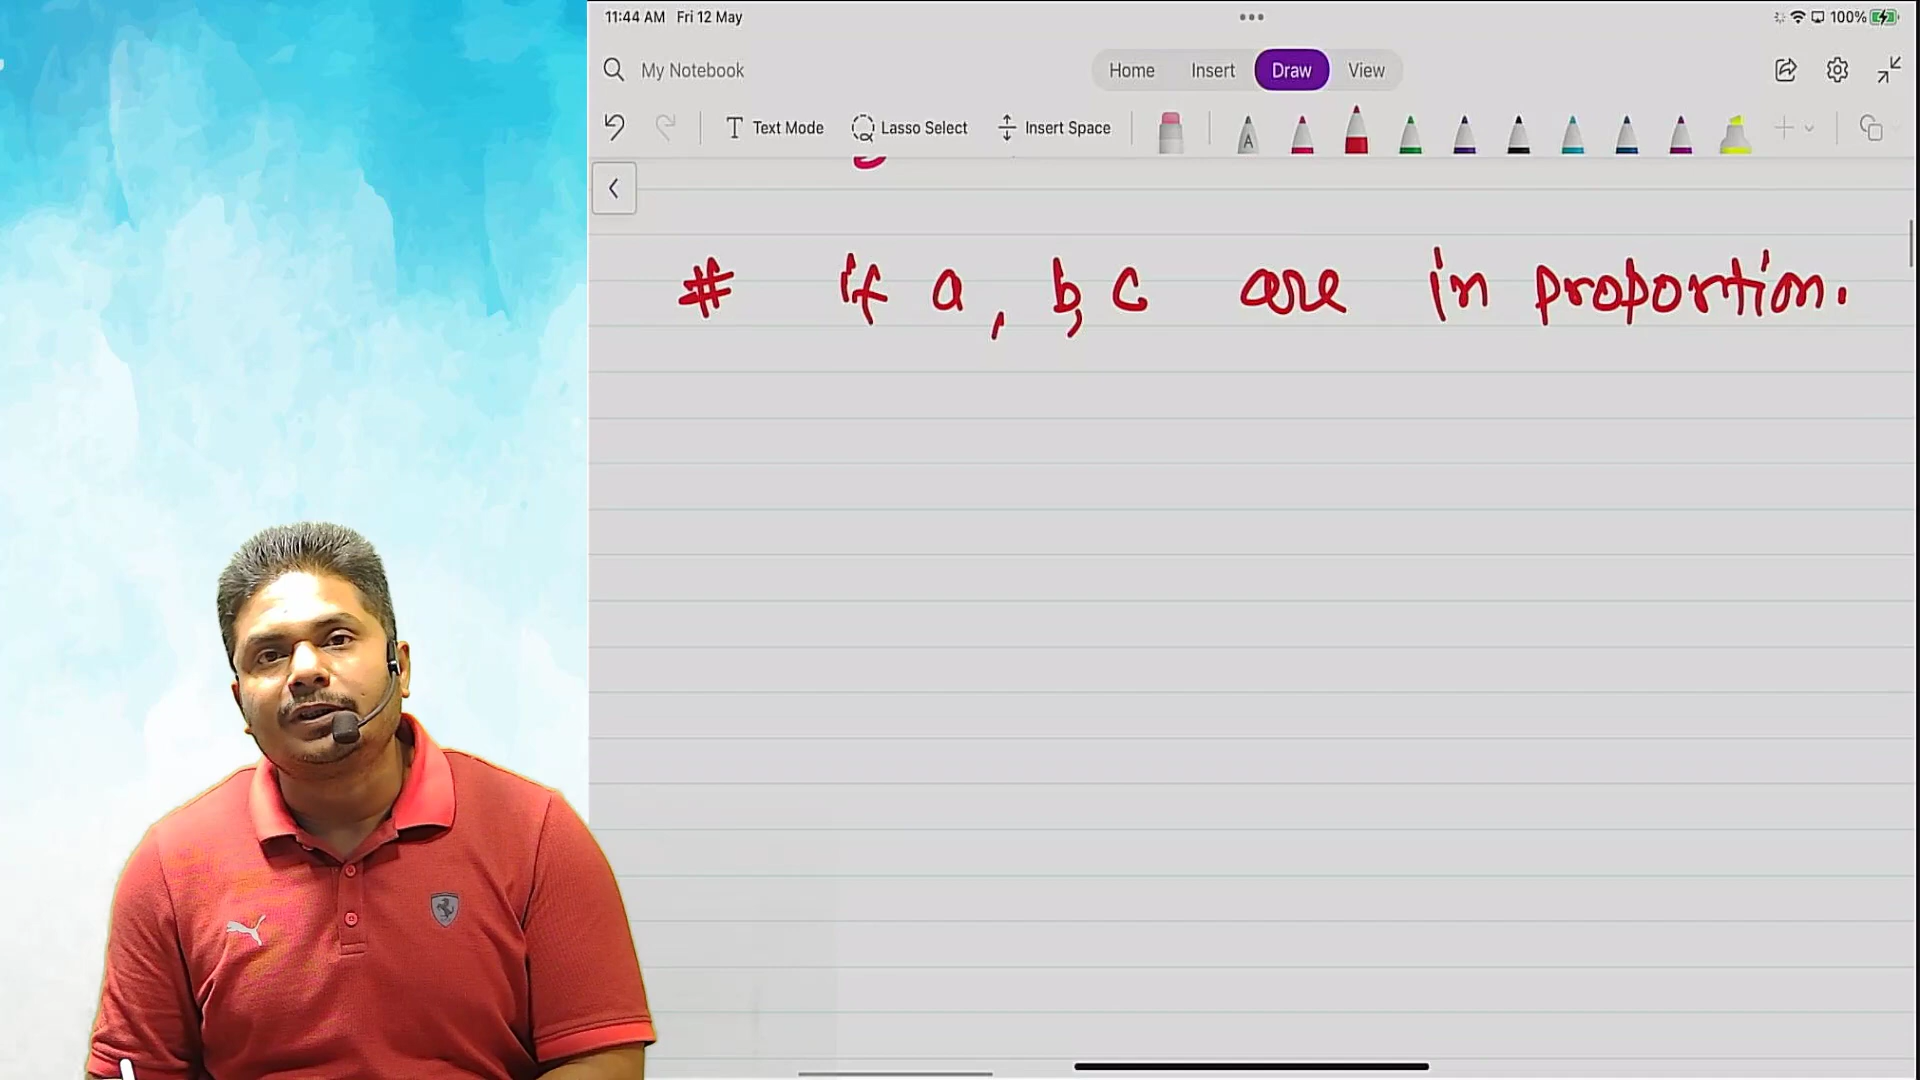 11:44 AM Fri 12 May
100%
My Notebook
Home Insert Draw View
Text Mode Lasso Select Insert Space
A
# if a, b, c are in proportion.